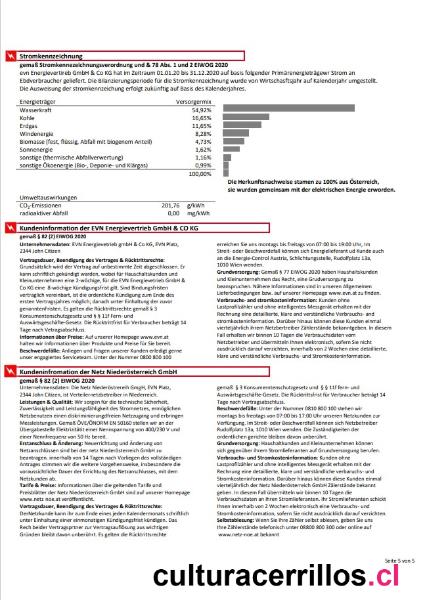 Stromkennzeichnung
gemäß Stromkennzeichnungsverordnung und & 78 Abs. 1 und 2 EIWOG 2020
evn Energievertrieb GmbH & Co KG hat im Zeitraum 01.01.20 bis 31.12.2020 auf basis folgender Primärenergieträger Strom an
Endverbraucher geliefert. Die Bilanzierungsperiode für die Stromkennzeichnung wurde von Wirtschaftsjahr auf Kalenderjahr umgestellt.
Die Ausweisung der stromkennzeichnung erfolgt zukünftig auf Basis des Kalenderjahres.
Energieträger Versorgermix
Wasserkraft 54,92%
Kohle 16,65%
Erdgas 11,65%
Windenergie 8,28%
Biomasse (fest, flüssig, Abfall mit biogenem Anteil) 4,73%
Sonnenenergie 1,62%
sonstige (thermische Abfallverwertung) 1,16%
sonstige Ökoenergie (Bio-, Deponie- und Klärgas) 0,99%
100,00%
Die Herkunftsnachweise stamen zu 100% aus Österreich,
sie wurden gemeinsam mit der elektrischen Energie erworden.
Umweltauswirkungen
CO₂-Emissionen 201,76 g/kWh
radioaktiver Abfall 0,00 mg/kWh
Kundeninformation der EVN Energievertrieb GmbH & CO KG
gemäß § 82 (2) EIWOG 2020
Unternehmensdaten: EVN Energievertrieb gmbh & Co KG, EVN Platz,
2344 John Citizen
Vertragsdauer, Beendigung des Vertrages & Rücktrittsrechte:
Grundsätzlich wird der Vertrag auf unbestimmte Zeit abgeschlossen. Er
kann schriftlich gekündigt werden, wobei für Haushaltskunden und
Kleinunternehmen eine 2-wöchige, für die EVN Energievertrieb GmbH &
Co KG eine 8-wöchige Kündigungsfrist gilt. Sind Bindungsfristen
vertraglich vereinbart, ist die ordentliche Kündigung zum Ende des
ersten Vertragsjahres möglich; danach unter Einhaltung der zuvor
genanntenfristen. Es gelten die Rücktrittsrechte gemäß § 3
Konsumentenschutzgesetz und § § 11f Fern- und
Auswärtsgeschäfte-Gesetz. Die Rücktrittsfrist für Verbraucher beträgt 14
Tage nach Vertragsabschluss.
Informationen über Preise: Auf unserer Homepage www.evn.at
informieren wir über Produkte und Preise für Sie bereit.
Beschwerdefälle: Anliegen und Fragen unserer Kunden erledigt gerne
unser engagiertes Serviceteam. Unter der Nummer 0800 800 100
erreichen Sie uns montags bis freitags von 07:00 bis 19:00 Uhr, Im
Streit- oder Beschwerdefall können sich Energielieferant ud Kunde auch
an die Energie-Control Austria, Schlichtungsstelle, Rudolfplatz 13a,
1010 Wien wenden.
Grundversorgung: Gemäß § 77 EIWOG 2020 haben Haushaltskunden
und Kleinunternehmen das Recht, eine Grundversorgung zu
beanspruchen. Nähere Informationen sind in unseren Allgemeinen
Lieferbedingungen bzw. auf unserer Homepage www.evn.at zu finden.
Verbrauchs- und stromkosteninformation: Kunden ohne
Lastprofilzähler und ohne intelligentes Messgerät erhalten mit der
Rechnung eine detaillierte, klare und verständliche Verbrauchs- und
stromkosteninformation. Darüber hinaus können diese Kunden einmal
vierteljährlich ihrem Netzbetreiber Zählerstände bekanntgeben. In diesem
Fall erhalten wir innerhalb von 10 Tagen die Verbrauchsdaten vom
Netzbetreiber und übermitteln Ihnen elektronisch, sofern Sie nicht
ausdrücklich darauf verzichten, innerhalb von 2 Wochen eine detaillierte,
klare und verständliche Verbrauchs- und Stromkosteninformation.
Kundeninformation der Netz Niederösterreich GmbH
gemäß § 82 (2) EIWOG 2020
Unternehmensdaten: Die Netz Niederösterreich GmbH, EVN Platz,
2344 John Citizen, ist Verteilernetzbetreiber in Niederösterreich.
Leistungen & Qualität: Wir sorgen für die technische Sicherheit,
Zuverlässigkeit und Leistungsfähigkeit des Stromnetzes, ermöglichen
Netzbenutzern einen diskriminierungsfreien Netzzugang und erbringen
Messleistungen. Gemäß ÖVE/ÖNORM EN 50160 stellen wir an der
Übergabestelle Elektrizität einer Nennspannung von 400/230 V und
einer Nennfrequenz von 50 Hz bereit.
Erstanschluss & Änderung: Neuerrichtung und Änderung von
Netzanschlüssen sind bei der netz Niederösterreich GmbH zu
beantragen. innerhalb von 14 Tagen nach Vorliegen des vollständigen
Antrages stimmen wir die weitere Vorgehensweise, insbesondere die
voraussichtliche Dauer der Errichtung des Netzanschlusses, mit dem
Netzkunden ab.
Tarife & Preise: Informationen über die geltenden Tarife und
Preisblätter der Netz Niederösterreich GmbH sind auf unserer Homepage
www.netz-noe.at veröffentlicht.
Vertragsdauer, Beendigung des Vertrages & Rücktrittsrechte:
DerNetzkunde kann ihn zum Ende eines jeden Kalendermonats schriftlich
unter Einhaltung einer einmonatigen Kündigungsfrist kündigen. Das
Rech beider Vertragspartner zur Vertragsauflösung aus wichtigen
Gründen bleibt davon unberührt. Es gelten die Rücktrittsrechte
gemäß § 3 Konsumentenschutzgesetz und § § 11f fern- und
Auswärtsgeschäfte-Gesetz. Die Rücktrittsfrist für Verbraucher beträgt 14
Tage nach Vertragsabschluss.
Beschwerdefälle: Unter der Nummer 0810 800 100 stehen wir
montags bis freitags von 07:00 bis 17:00 Uhr unseren Netzkunden zur
Verfügung. Im Streit- oder Beschwerdefall können sich Netzbetreiber
Rudolfplatz 13a, 1010 Wien wenden. Die Zuständigkeiten der
ordentlichen gerichte bleiben davon unberührt.
Grundversorgung: Haushaltskunden und Kleinunternehmen können
sich gegenüber ihrem Stromlieferanten auf Grundversorgung berufen.
Verbrauchs- und Stromkosteninformation: Kunden ohne
Lastprofilzähler und ohne intelligentes Messgerät erhalten mit der
Rechnung eine detaillierte, klare und verständliche verbrauchs- und
stromkosteninformation. Darüber hinaus können diese Kunden einmal
vierteljährlich der Netz Niederösterreich GmbH Zählerstände bekannt
geben. In diesem Fall übermitteln wir binnen 10 Tagen die
Verbrauchsdaten an Ihren Stromlieferanten. Ihr Stromlieferanten schickt
Ihnen innerhalb von 2 Wochen elektronisch eine Verbrauchs- und
Stromkosteninformation, sofern Sie nicht ausdrücklich darauf verzichten.
Selbstablesung: Wenn Sie Ihre Zähler selbst ablesen, geben Sie uns
Ihre Zählerstände telefonisch unter 08800 800 300 oder online auf
www.netz-noe.at bekannt
Seite 5 von 5
culturacerrillos.cl